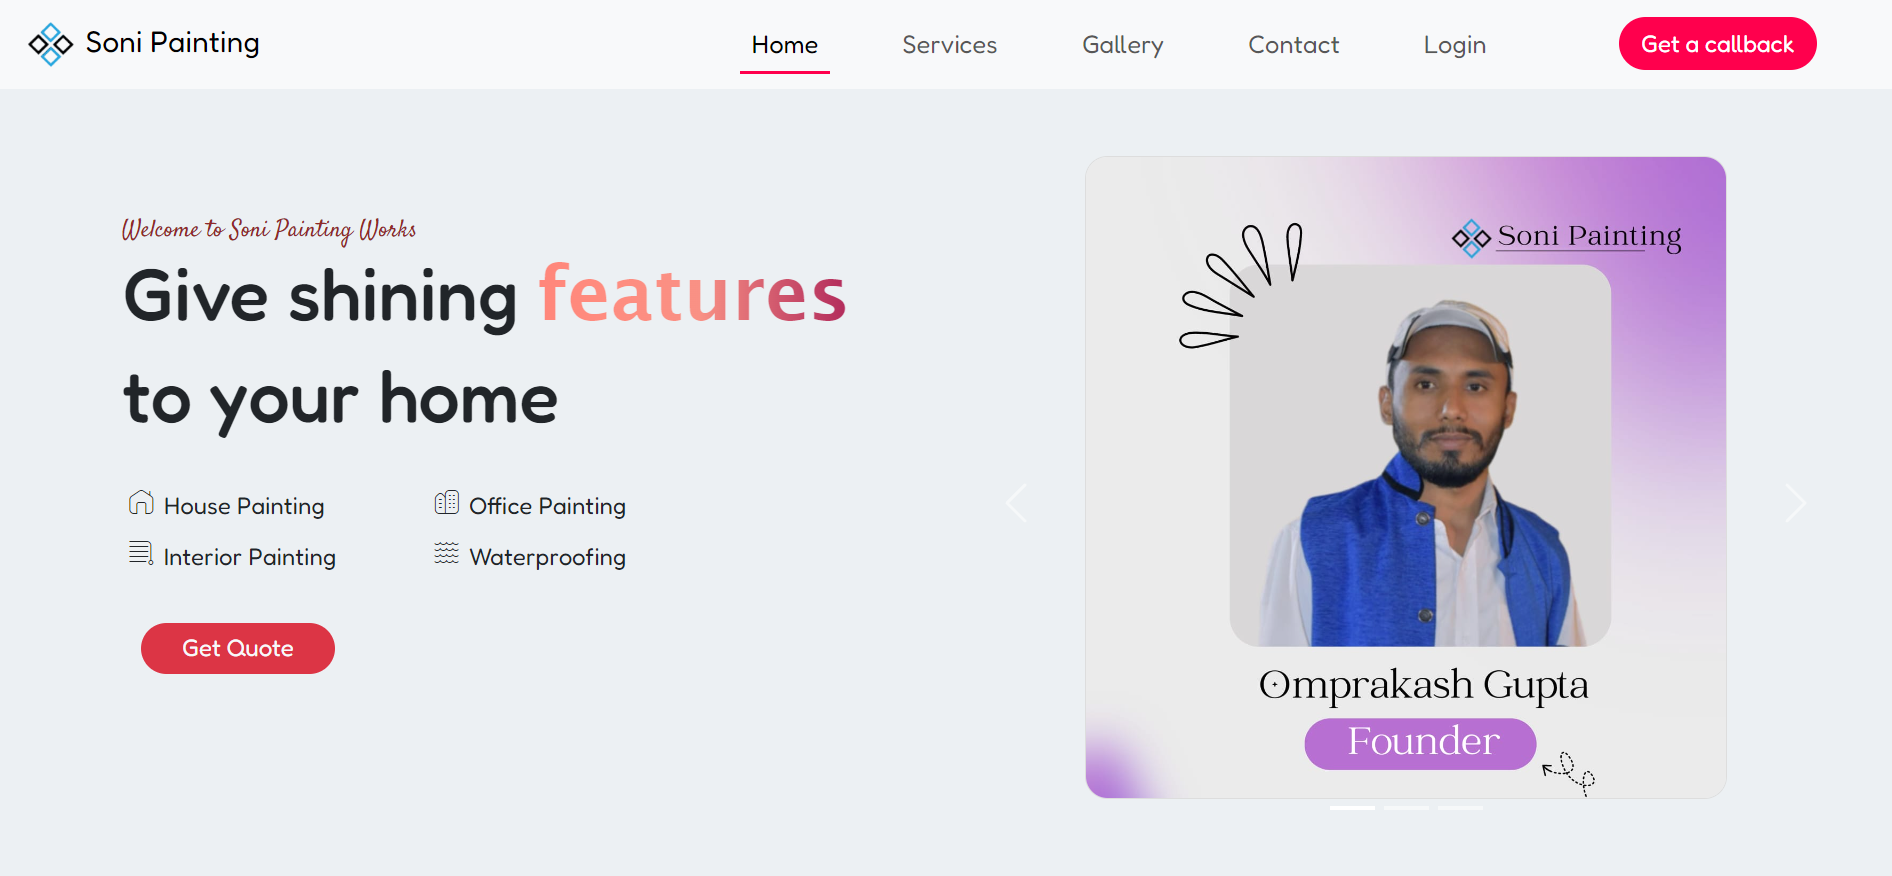 Soni Painting
Home
Services
Gallery
Contact
Login
Get a callback
Welcome to Soni Painting Works
Give shining features
to your home
House Painting
Office Painting
Interior Painting
Waterproofing
Get Quote
Soni Painting
Omprakash Gupta
Founder